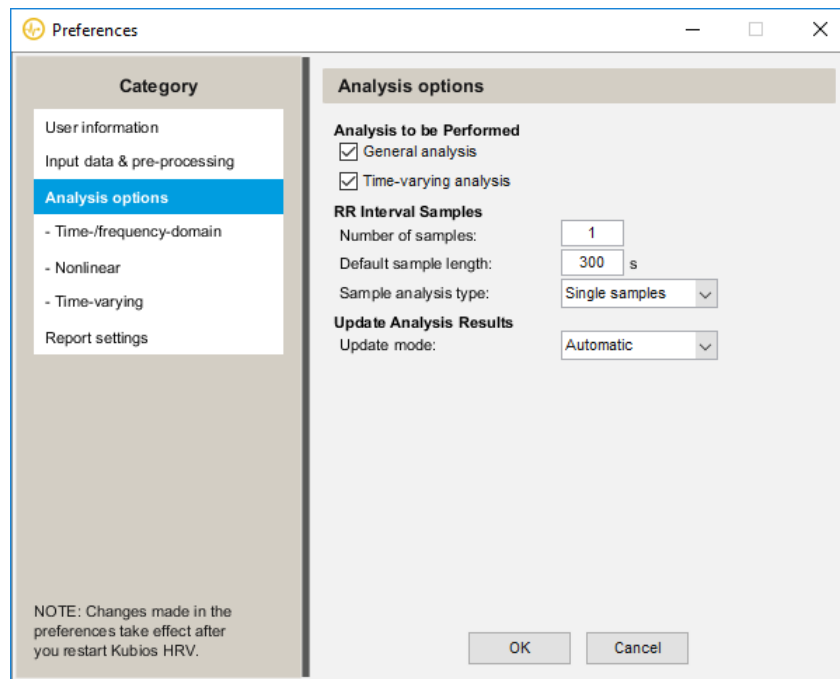 Preferences
Category
User information
Input data & pre-processing
Analysis options
- Time-/frequency-domain
- Nonlinear
- Time-varying
Report settings
NOTE: Changes made in the
preferences take effect after
you restart Kubios HRV.
Analysis options
Analysis to be Performed
General analysis
Time-varying analysis
RR Interval Samples
Number of samples: 1
Default sample length: 300 s
Sample analysis type: Single samples
Update Analysis Results
Update mode: Automatic
OK Cancel